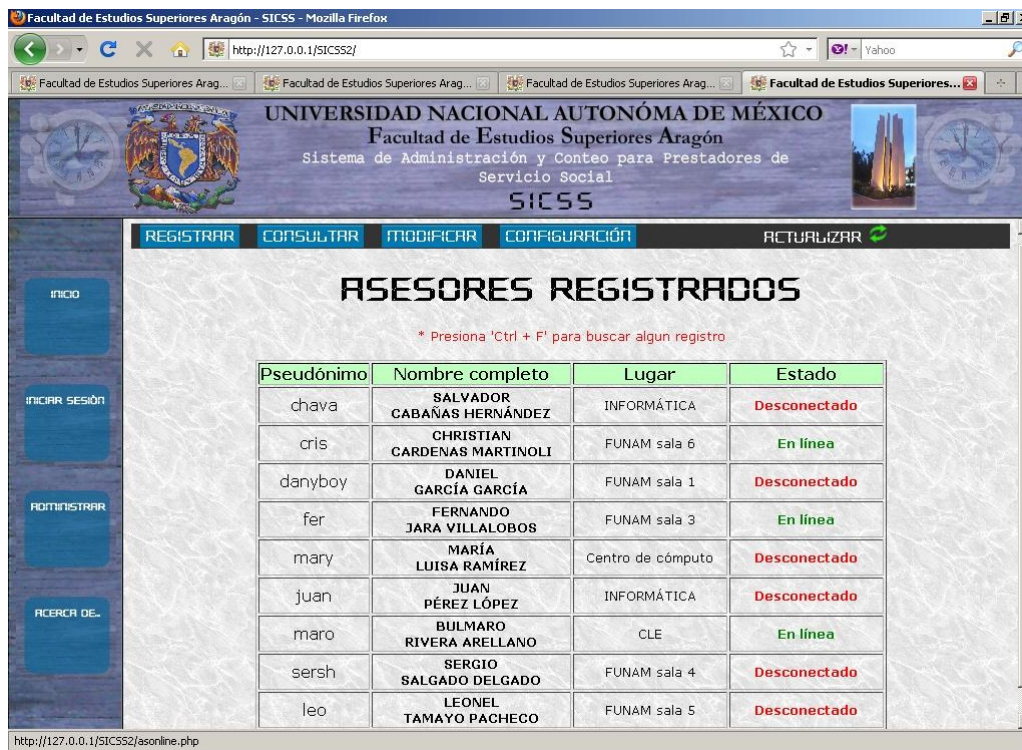 Facultad de Estudios Superiores Aragón - SICSS - Mozilla Firefox
http://127.0.0.1/SICSS2/
Yahoo
Facultad de Estudios Superiores Arag...
Facultad de Estudios Superiores Arag...
Facultad de Estudios Superiores Arag...
Facultad de Estudios Superiores...
UNIVERSIDAD NACIONAL AUTONÓMA DE MÉXICO
Facultad de Estudios Superiores Aragón
Sistema de Administración y Conteo para Prestadores de
Servicio Social
SICSS
REGISTRAR CONSULTAR MODIFICAR CONFIGURACIÓN ACTUALIZAR
INICIO
INICIAR SESIÓN
ADMINISTRAR
ACERCA DE..
ASESORES REGISTRADOS
* Presiona 'Ctrl + F' para buscar algun registro
Pseudónimo Nombre completo Lugar Estado
chava SALVADOR CABAÑAS HERNÁNDEZ INFORMÁTICA Desconectado
cris CHRISTIAN CARDENAS MARTINOLI FUNAM sala 6 En línea
danyboy DANIEL GARCÍA GARCÍA FUNAM sala 1 Desconectado
fer FERNANDO JARA VILLALOBOS FUNAM sala 3 En línea
mary MARÍA LUISA RAMÍREZ Centro de cómputo Desconectado
juan JUAN PÉREZ LÓPEZ INFORMÁTICA Desconectado
maro BULMARO RIVERA ARELLANO CLE En línea
sersh SERGIO SALGADO DELGADO FUNAM sala 4 Desconectado
leo LEONEL TAMAYO PACHECO FUNAM sala 5 Desconectado
http://127.0.0.1/SICSS2/asonline.php